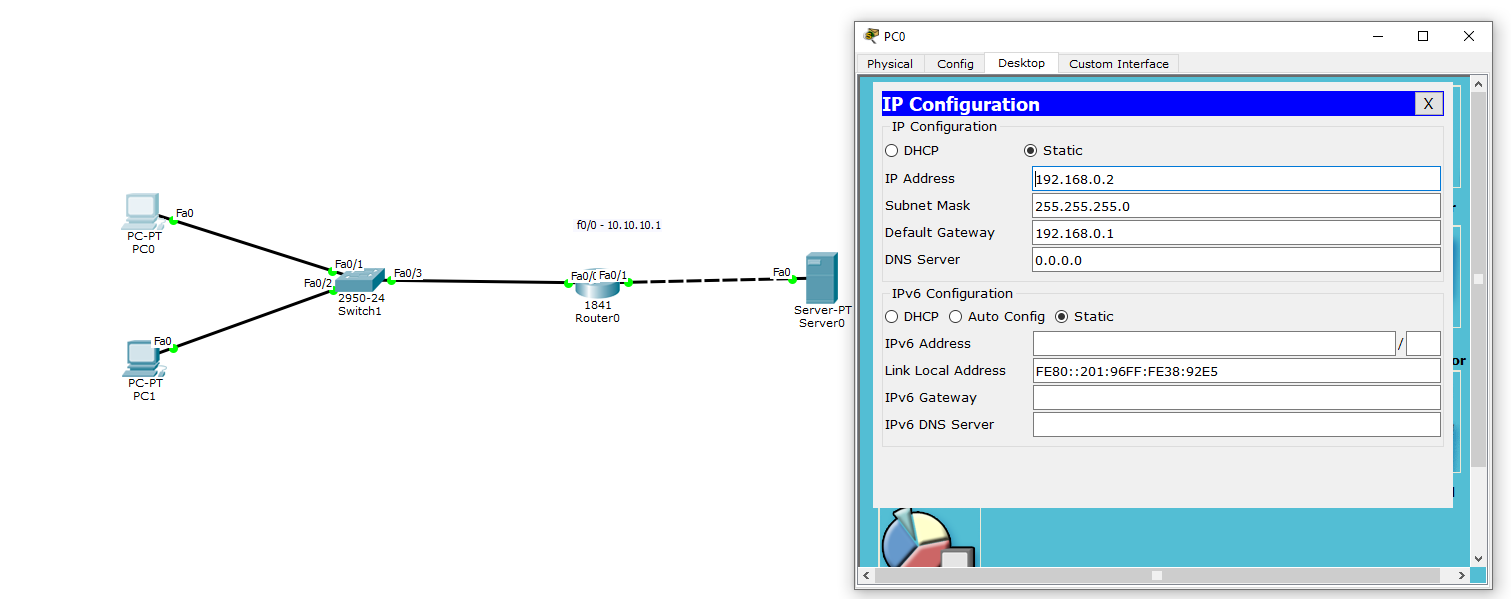 Fa0
PC-PT
PC0
Fa0/1
Fa0/2
Fa0/3
2950-24
Switch1
Fa0
PC-PT
PC1
f0/0 - 10.10.10.1
Fa0/1
1841
Router0
Fa0
Server-PT
Server0
PC0
Physical Config Desktop Custom Interface
IP Configuration X
IP Configuration
DHCP Static
IP Address 192.168.0.2
Subnet Mask 255.255.255.0
Default Gateway 192.168.0.1
DNS Server 0.0.0.0
IPv6 Configuration
DHCP Auto Config Static
IPv6 Address /
Link Local Address FE80::201:96FF:FE38:92E5
IPv6 Gateway
IPv6 DNS Server